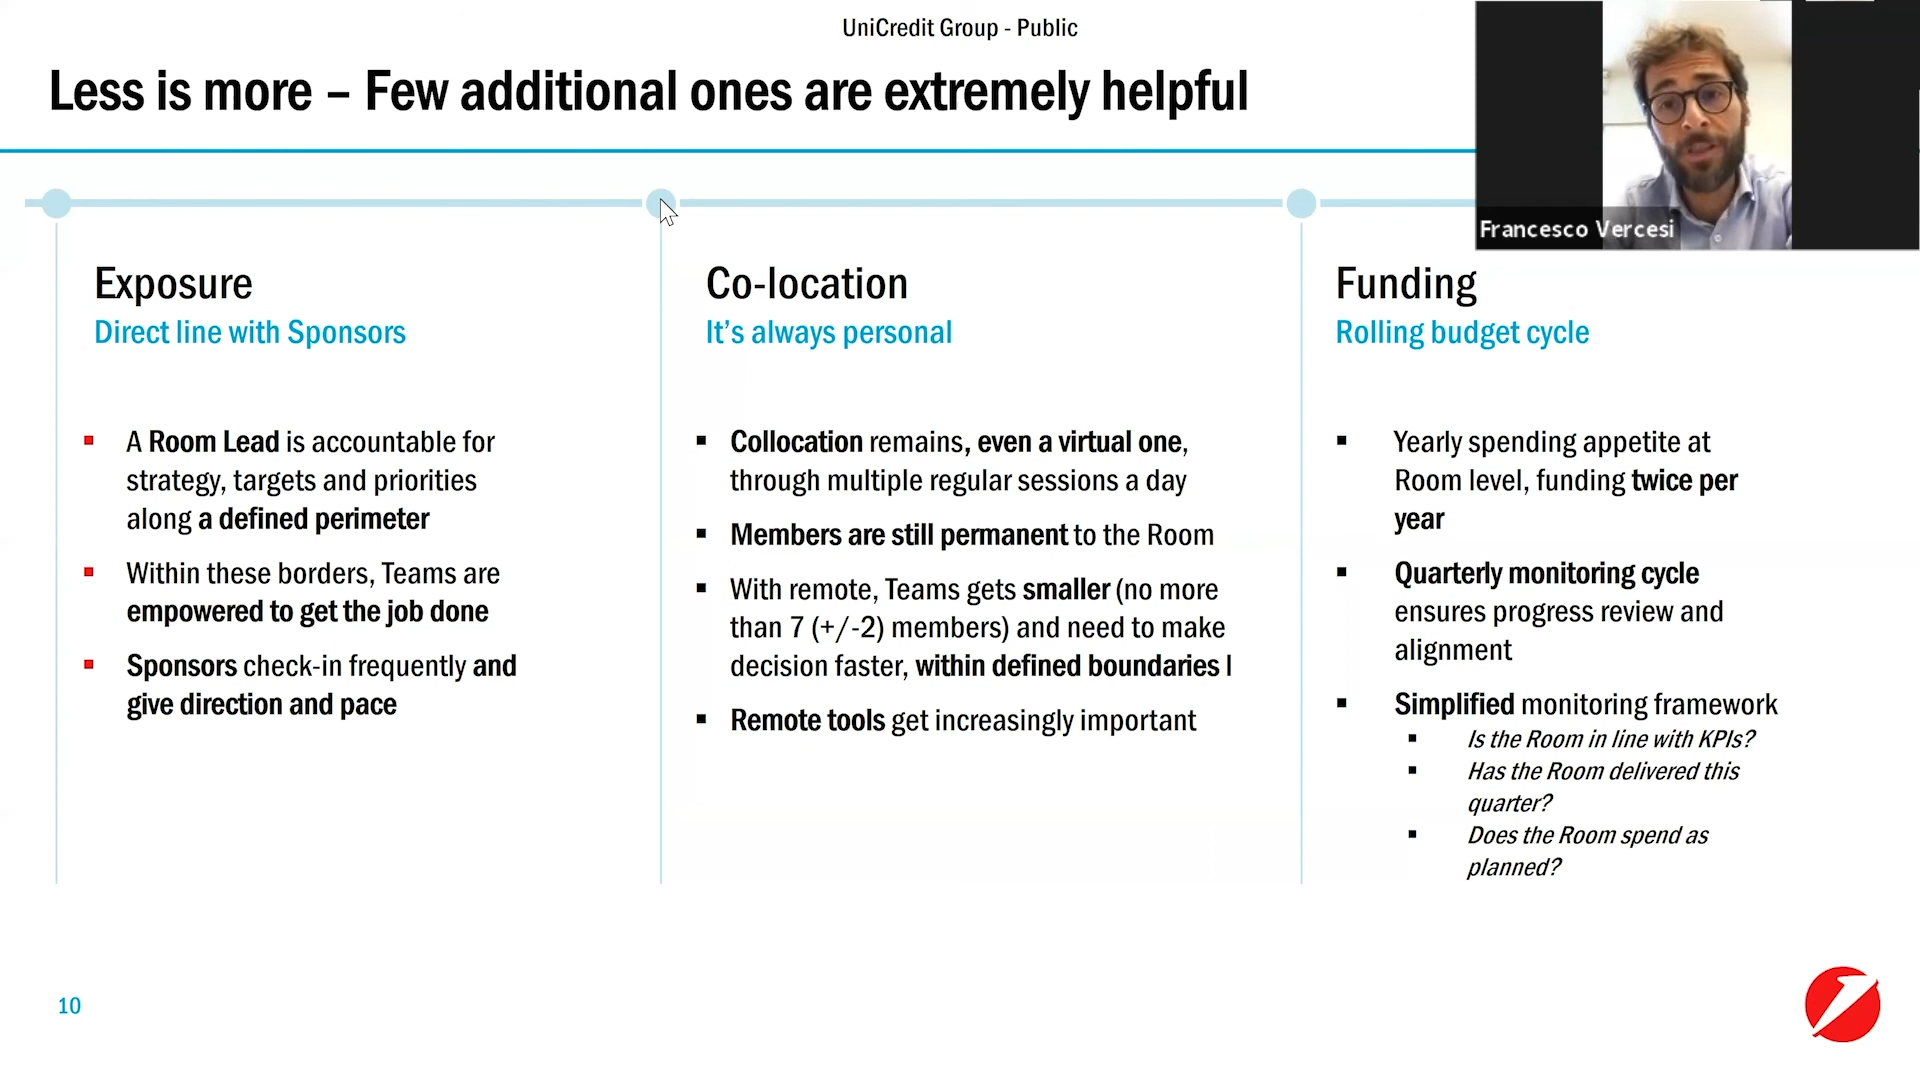 UniCredit Group - Public
Less is more – Few additional ones are extremely helpful
Francesco Vercesi
Exposure
Direct line with Sponsors
▪ A Room Lead is accountable for
strategy, targets and priorities
along a defined perimeter
▪ Within these borders, Teams are
empowered to get the job done
▪ Sponsors check-in frequently and
give direction and pace
Co-location
It's always personal
▪ Collocation remains, even a virtual one,
through multiple regular sessions a day
▪ Members are still permanent to the Room
▪ With remote, Teams gets smaller (no more
than 7 (+/-2) members) and need to make
decision faster, within defined boundaries I
▪ Remote tools get increasingly important
Funding
Rolling budget cycle
▪ Yearly spending appetite at
Room level, funding twice per
year
▪ Quarterly monitoring cycle
ensures progress review and
alignment
▪ Simplified monitoring framework
▪ Is the Room in line with KPIs?
▪ Has the Room delivered this
quarter?
▪ Does the Room spend as
planned?
10